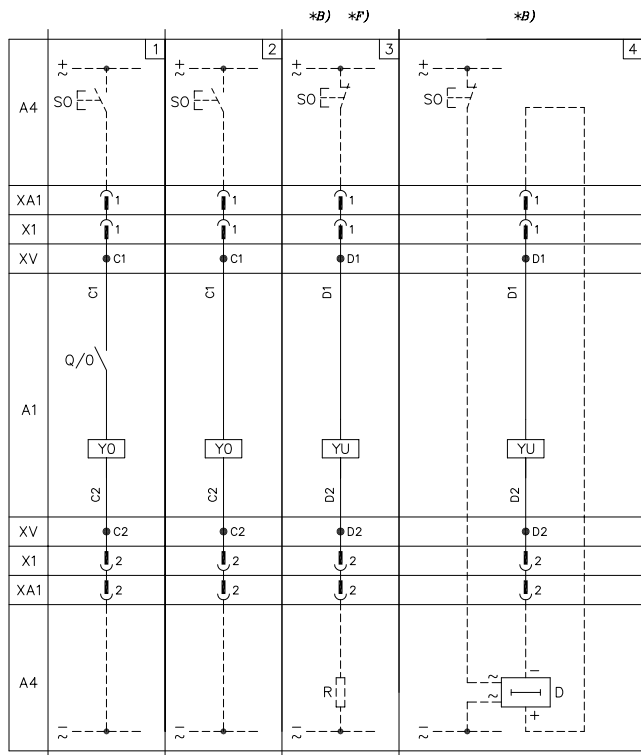 *B) *F) *B)
1 2 3 4
+ + + +
~ ~ ~ ~
A4 SO SO SO SO
XA1 1 1 1 1
X1 1 1 1 1
XV C1 C1 D1 D1
C1 C1 D1 D1
Q/0
A1
YO YO YU YU
C2 C2 D2 D2
XV C2 C2 D2 D2
X1 2 2 2 2
XA1 2 2 2 2
~ −
A4 R ~ D
+
− − − −
~ ~ ~ ~